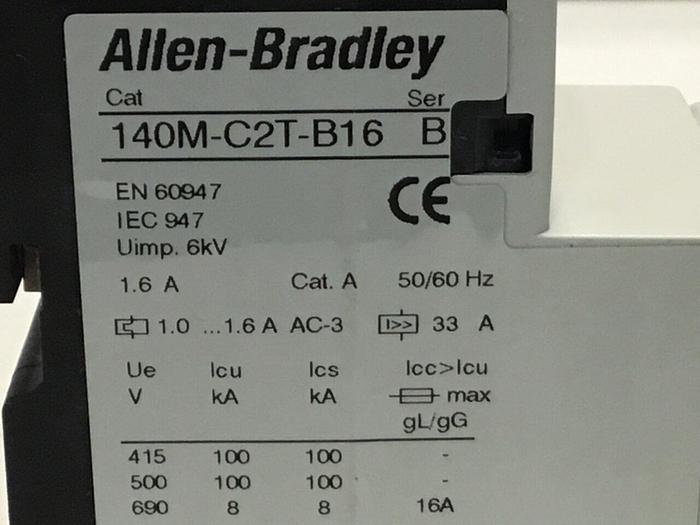 Allen-Bradley
Cat Ser
140M-C2T-B16 B
EN 60947
IEC 947
Uimp. 6kV
CE
1.6 A Cat. A 50/60 Hz
1.0 ...1.6 A AC-3 I>> 33 A
Ue Icu Ics Icc>Icu
V kA kA max
gL/gG
415 100 100 -
500 100 100 -
690 8 8 16A